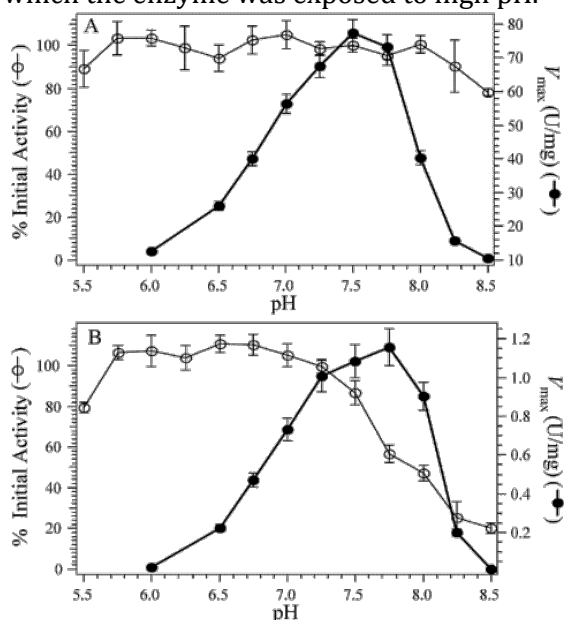 which the enzyme was exposed to high pH.
A
% Initial Activity (-o-)
100
80
60
40
20
0
80
70
60
50
40
30
20
10
Vmax (U/mg) (-●-)
5.5 6.0 6.5 7.0 7.5 8.0 8.5
pH
B
% Initial Activity (-o-)
100
80
60
40
20
0
1.2
1.0
0.8
0.6
0.4
0.2
Vmax (U/mg) (-●-)
5.5 6.0 6.5 7.0 7.5 8.0 8.5
pH